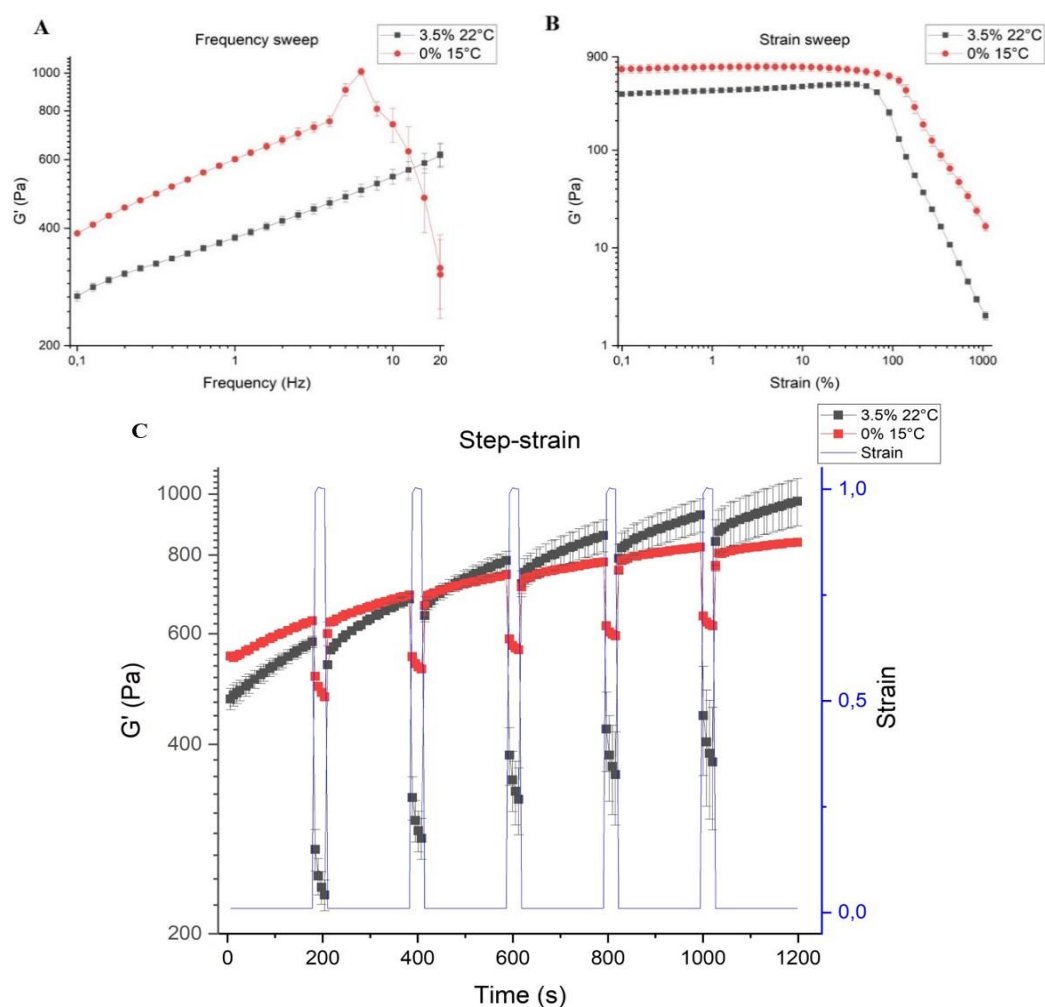 A
Frequency sweep
3.5% 22°C
0% 15°C
1000
800
600
400
200
G' (Pa)
0,1
1
10
20
Frequency (Hz)
B
Strain sweep
3.5% 22°C
0% 15°C
900
100
10
1
G' (Pa)
0,1
1
10
100
1000
Strain (%)
C
Step-strain
3.5% 22°C
0% 15°C
Strain
1000
800
600
400
200
G' (Pa)
1,0
0,5
0,0
Strain
0
200
400
600
800
1000
1200
Time (s)